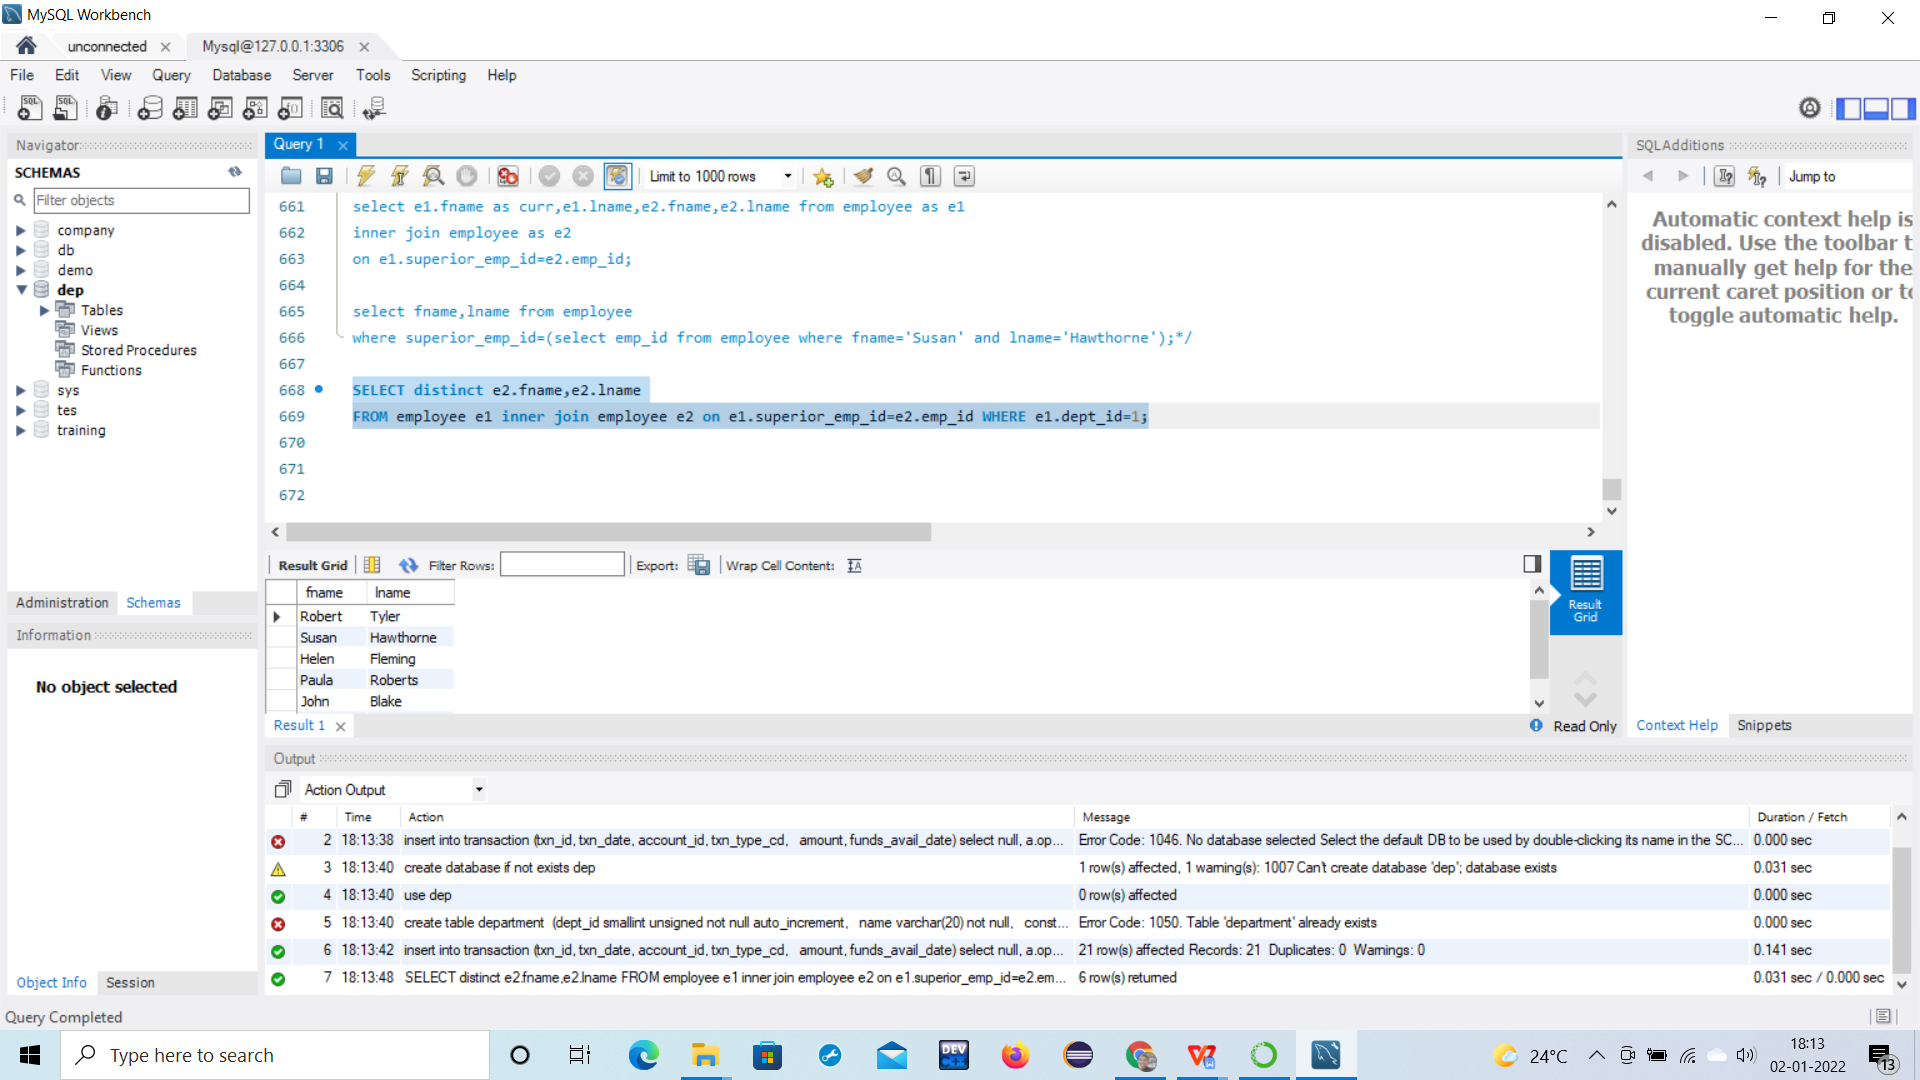 MySQL Workbench
unconnected
Mysql@127.0.0.1:3306
File Edit View Query Database Server Tools Scripting Help
Navigator
SCHEMAS
Filter objects
company
db
demo
dep
Tables
Views
Stored Procedures
Functions
sys
tes
training
Administration Schemas
Information
No object selected
Object Info Session
Query Completed
Query 1
Limit to 1000 rows
661 select e1.fname as curr,e1.lname,e2.fname,e2.lname from employee as e1
662 inner join employee as e2
663 on e1.superior_emp_id=e2.emp_id;
664
665 select fname,lname from employee
666 where superior_emp_id=(select emp_id from employee where fname='Susan' and lname='Hawthorne');*/
667
668 SELECT distinct e2.fname,e2.lname
669 FROM employee e1 inner join employee e2 on e1.superior_emp_id=e2.emp_id WHERE e1.dept_id=1;
670
671
672
Result Grid Filter Rows: Export: Wrap Cell Content:
fname lname
Robert Tyler
Susan Hawthorne
Helen Fleming
Paula Roberts
John Blake
Result
Grid
Result 1
Read Only
SQLAdditions
Jump to
Automatic context help is
disabled. Use the toolbar t
manually get help for the
current caret position or to
toggle automatic help.
Context Help Snippets
Output
Action Output
# Time Action Message Duration / Fetch
2 18:13:38 insert into transaction (txn_id, txn_date, account_id, txn_type_cd, amount, funds_avail_date) select null, a.op... Error Code: 1046. No database selected Select the default DB to be used by double-clicking its name in the SC... 0.000 sec
3 18:13:40 create database if not exists dep 1 row(s) affected, 1 warning(s): 1007 Can't create database 'dep'; database exists 0.031 sec
4 18:13:40 use dep 0 row(s) affected 0.000 sec
5 18:13:40 create table department (dept_id smallint unsigned not null auto_increment, name varchar(20) not null, const... Error Code: 1050. Table 'department' already exists 0.000 sec
6 18:13:42 insert into transaction (txn_id, txn_date, account_id, txn_type_cd, amount, funds_avail_date) select null, a.op... 21 row(s) affected Records: 21 Duplicates: 0 Warnings: 0 0.141 sec
7 18:13:48 SELECT distinct e2.fname,e2.lname FROM employee e1 inner join employee e2 on e1.superior_emp_id=e2.em... 6 row(s) returned 0.031 sec / 0.000 sec
Type here to search
DEV
24°C
18:13
02-01-2022
13